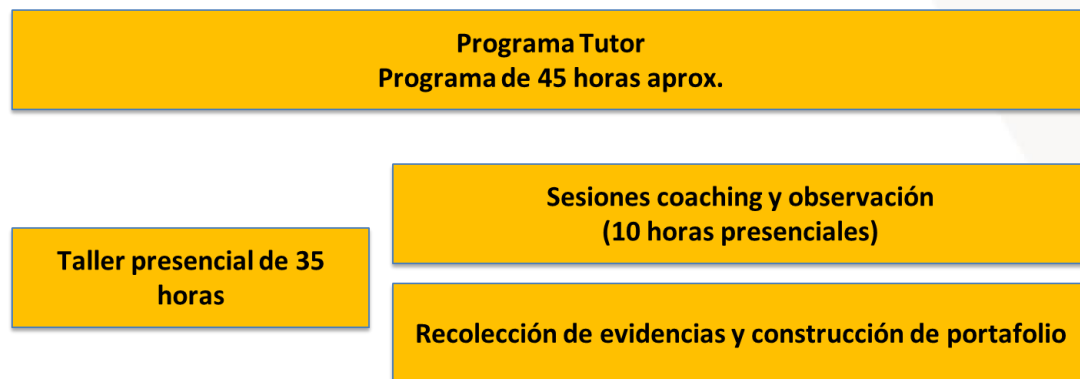 Programa Tutor
Programa de 45 horas aprox.
Sesiones coaching y observación
(10 horas presenciales)
Taller presencial de 35
horas
Recolección de evidencias y construcción de portafolio